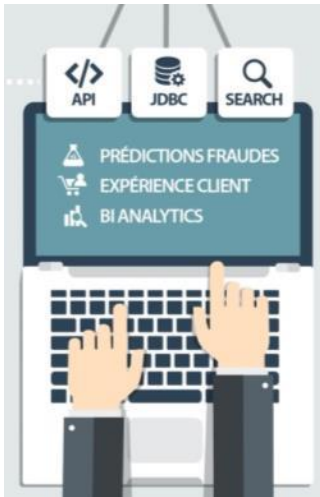 </>
API
JDBC
SEARCH
PRÉDICTIONS FRAUDES
EXPÉRIENCE CLIENT
BI ANALYTICS